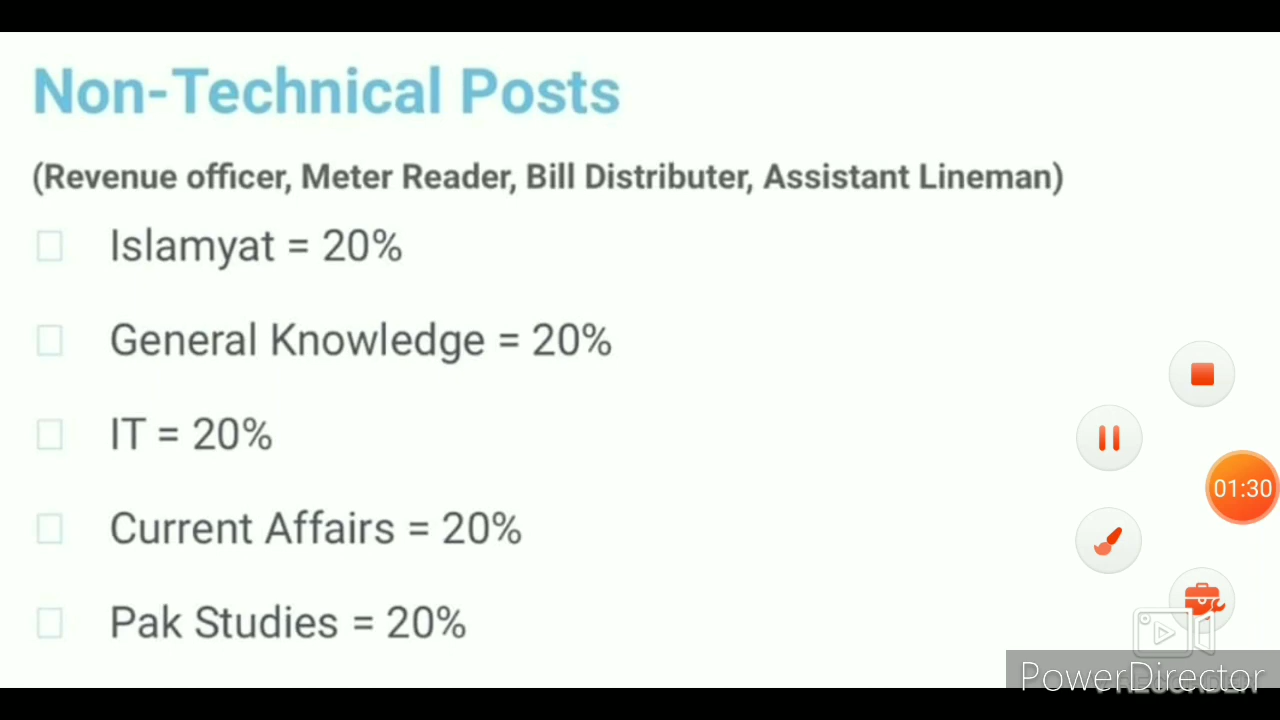 Non-Technical Posts
(Revenue officer, Meter Reader, Bill Distributer, Assistant Lineman)
Islamyat = 20%
General Knowledge = 20%
IT = 20%
Current Affairs = 20%
Pak Studies = 20%
01:30
PowerDirector